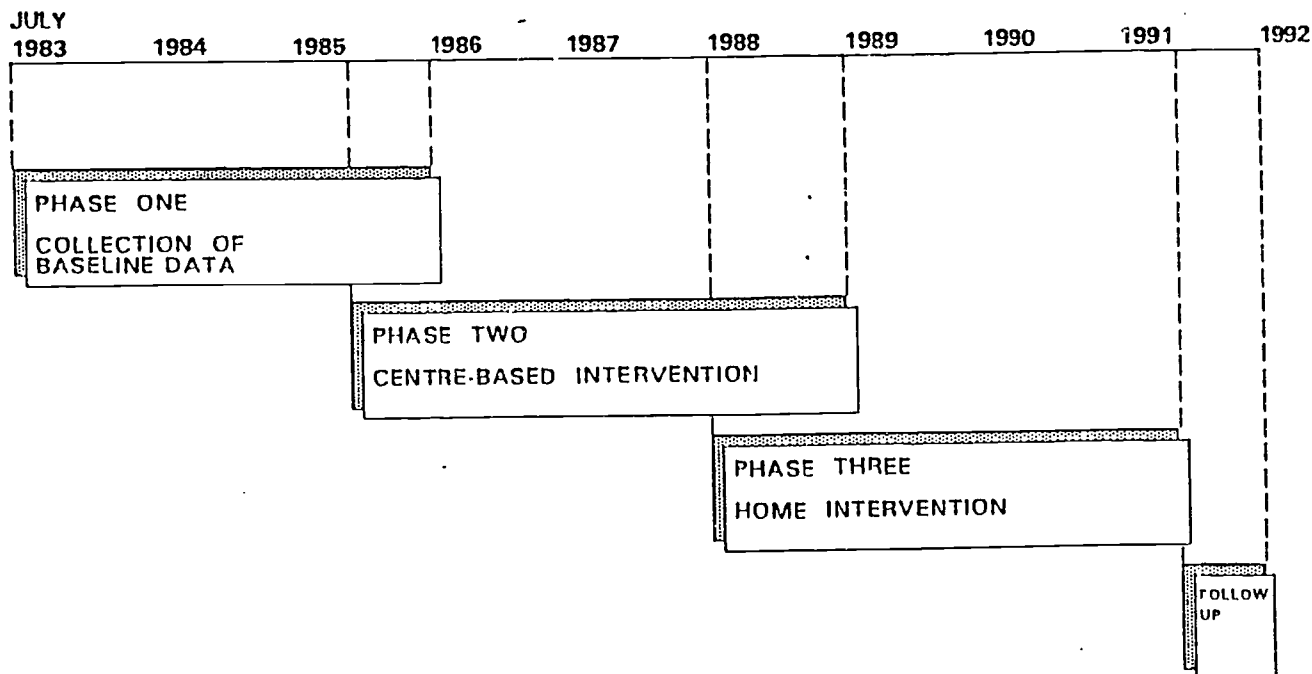 JULY
1983 1984 1985 1986 1987 1988 1989 1990 1991 1992
PHASE ONE
COLLECTION OF
BASELINE DATA
PHASE TWO
CENTRE-BASED INTERVENTION
PHASE THREE
HOME INTERVENTION
FOLLOW
UP